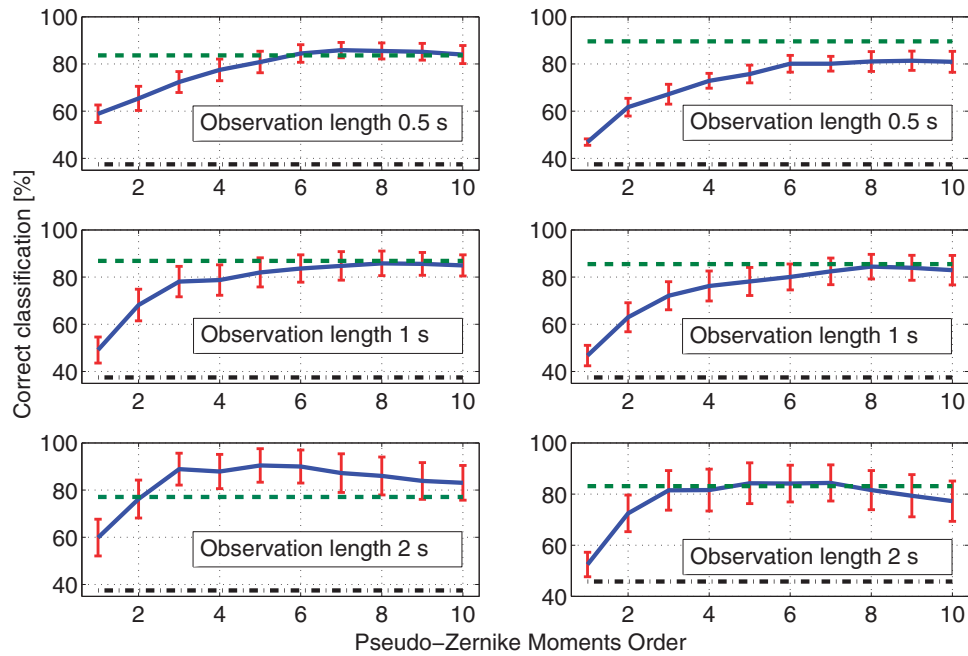 100
80
60
40
2 4 6 8 10
Observation length 0.5 s
100
80
60
40
2 4 6 8 10
Observation length 0.5 s
100
80
60
40
2 4 6 8 10
Observation length 1 s
100
80
60
40
2 4 6 8 10
Observation length 1 s
100
80
60
40
2 4 6 8 10
Observation length 2 s
100
80
60
40
2 4 6 8 10
Observation length 2 s
Correct classification [%]
Pseudo−Zernike Moments Order